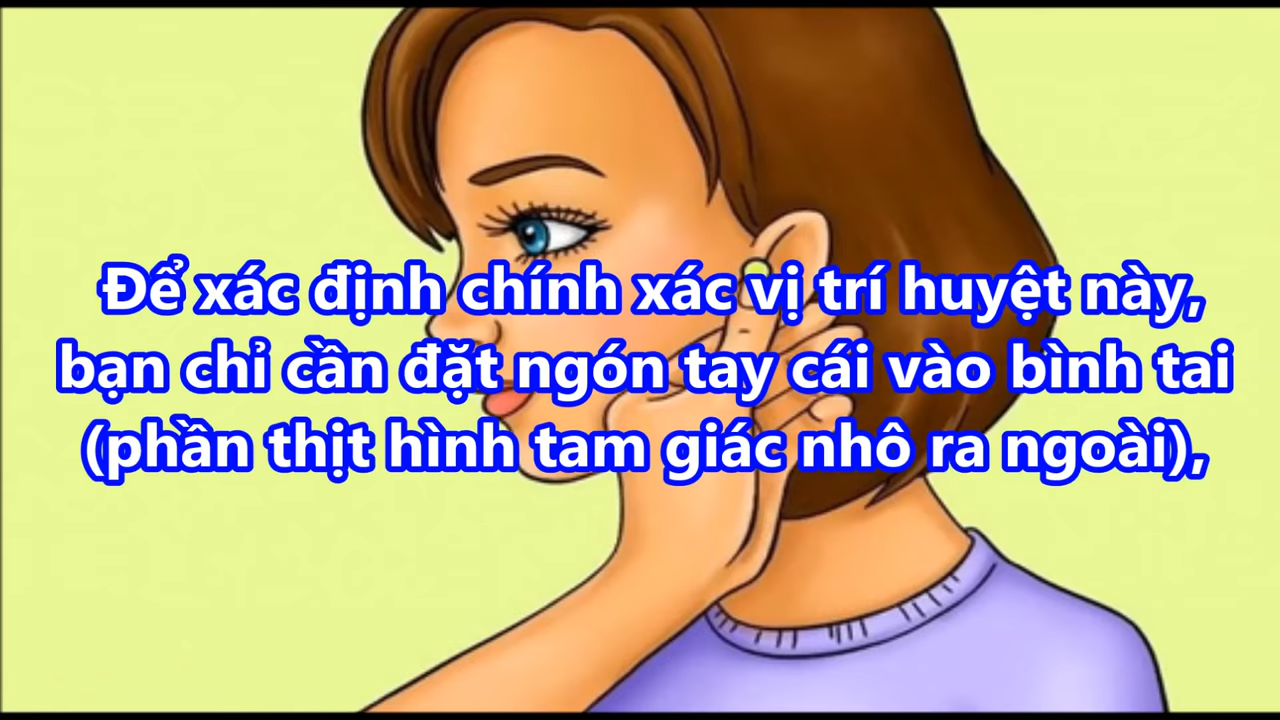 Để xác định chính xác vị trí huyệt này,
bạn chỉ cần đặt ngón tay cái vào bình tai
(phần thịt hình tam giác nhô ra ngoài),